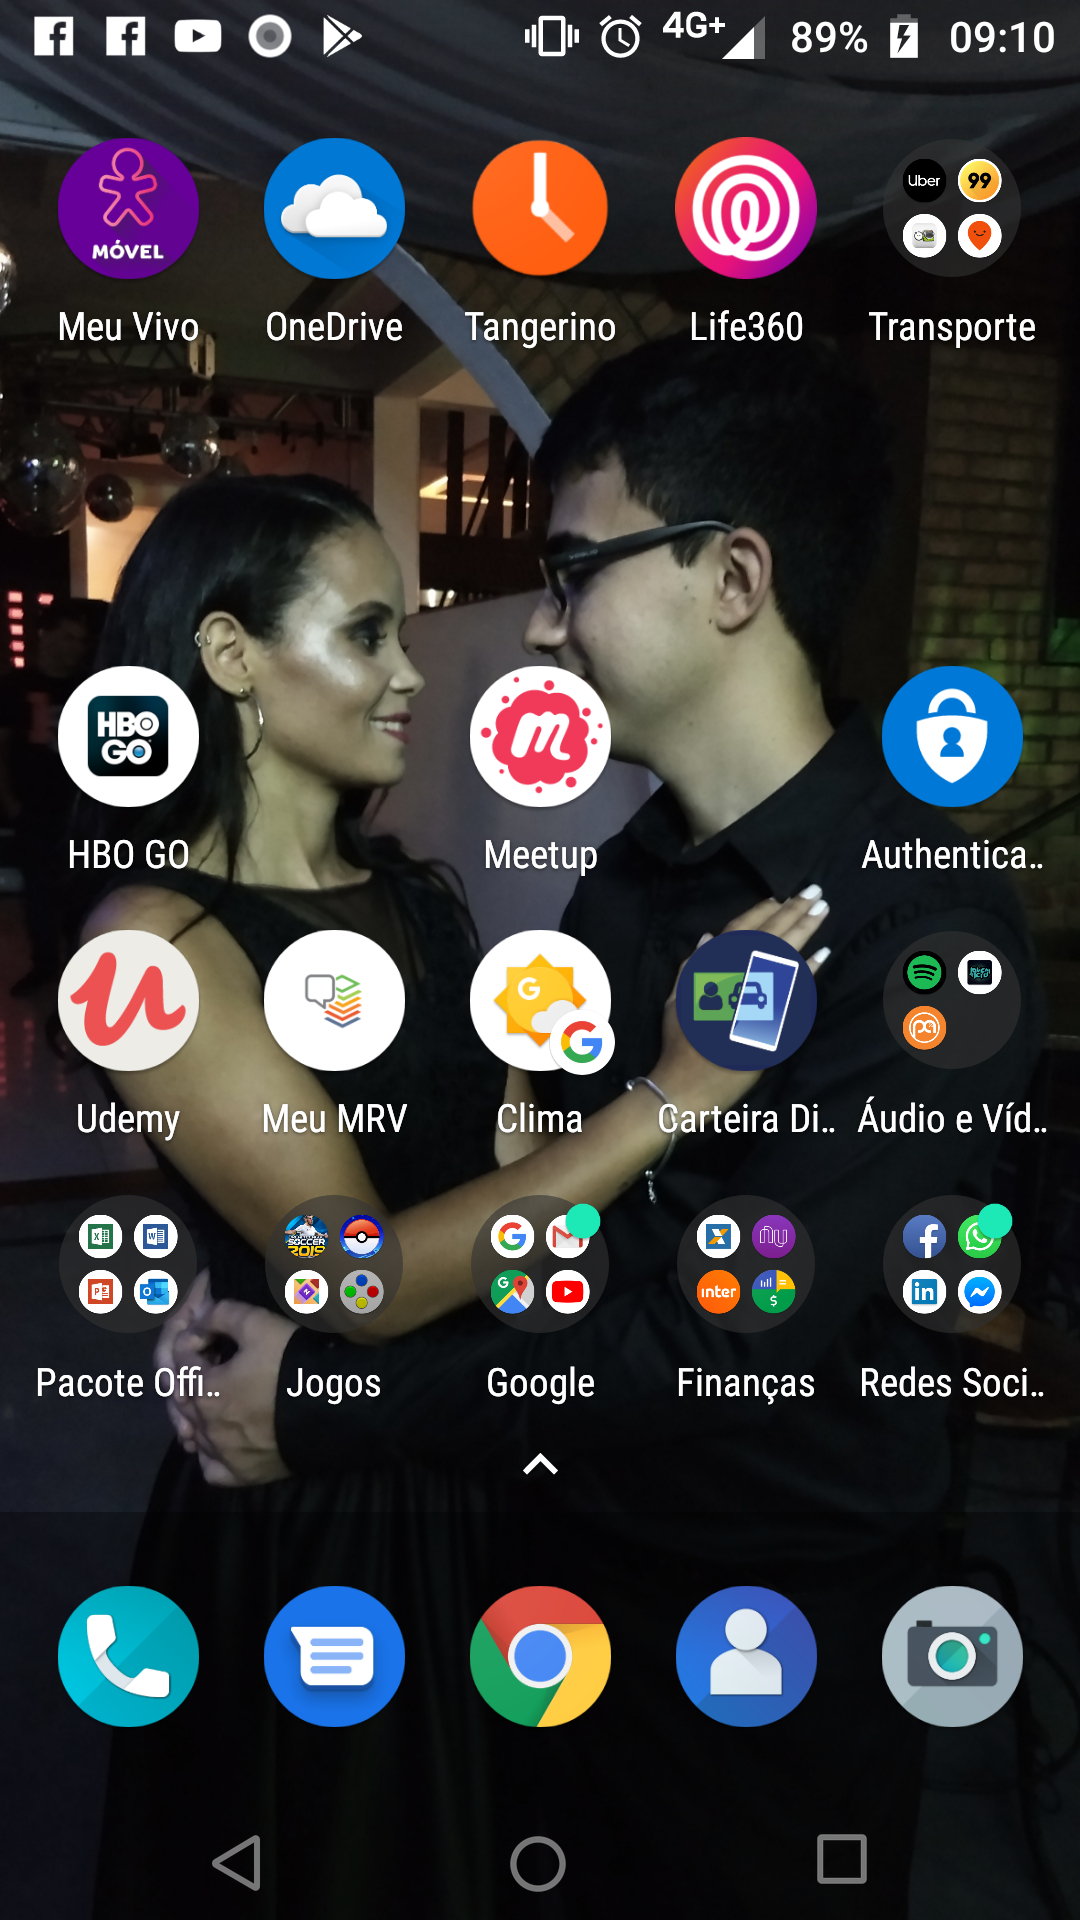 4G+ 89% 09:10
MÓVEL
Uber 99
Meu Vivo OneDrive Tangerino Life360 Transporte
HBO
GO
m
HBO GO Meetup Authentica...
G
Udemy Meu MRV Clima Carteira Di... Áudio e Víd...
SOCCER
2019
inter
in
Pacote Offi... Jogos Google Finanças Redes Soci...